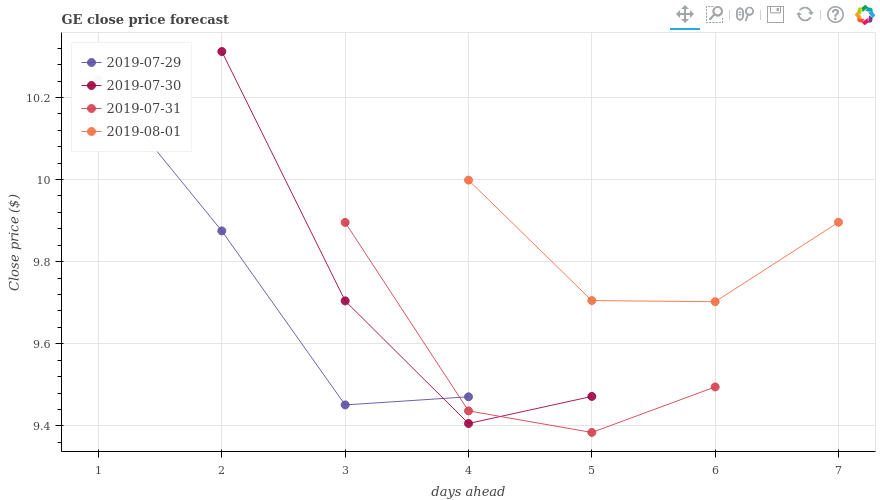 GE close price forecast
2019-07-29
2019-07-30
2019-07-31
2019-08-01
Close price ($)
10.2
10
9.8
9.6
9.4
1 2 3 4 5 6 7
days ahead